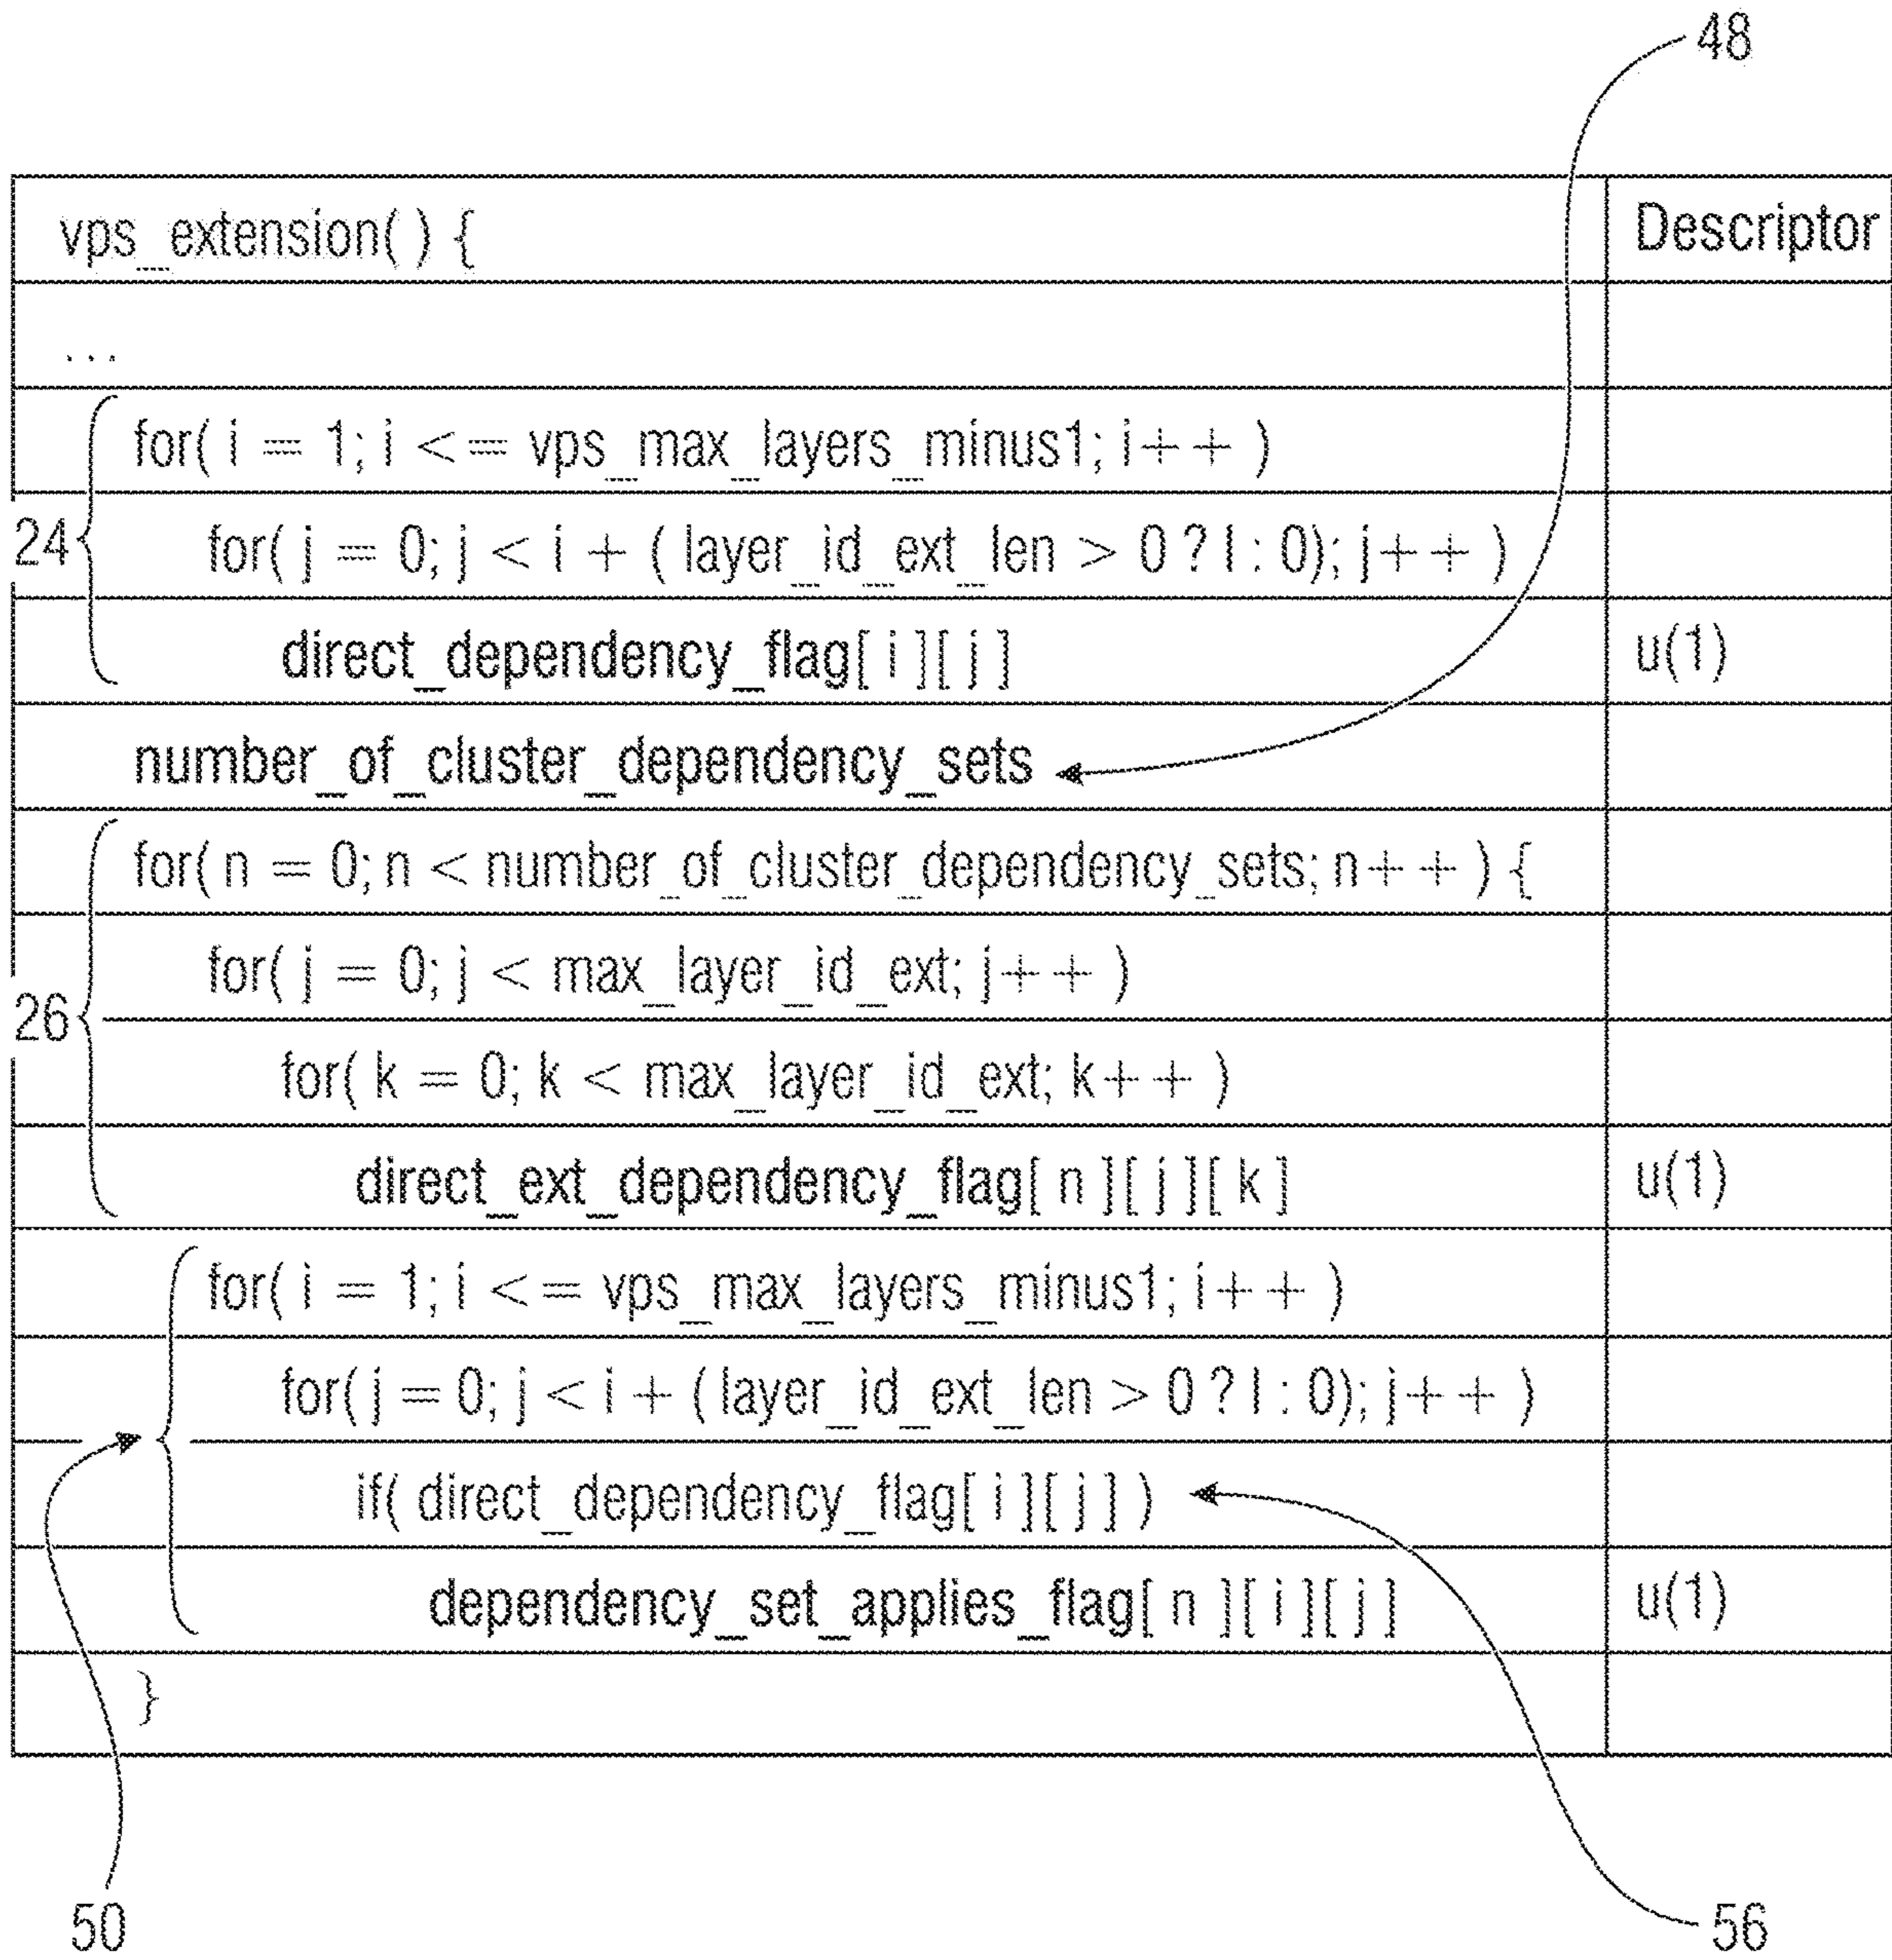 48
vps_extension( ) { Descriptor
...
for( i = 1; i <= vps_max_layers_minus1; i++ )
24
for( j = 0; j < i + ( layer_id_ext_len > 0 ? l : 0); j++ )
direct_dependency_flag[ i ][ j ] u(1)
number_of_cluster_dependency_sets
for( n = 0; n < number_of_cluster_dependency_sets; n++ ) {
for( j = 0; j < max_layer_id_ext; j++ )
26
for( k = 0; k < max_layer_id_ext; k++ )
direct_ext_dependency_flag[ n ][ j ][ k ] u(1)
for( i = 1; i <= vps_max_layers_minus1; i++ )
for( j = 0; j < i + ( layer_id_ext_len > 0 ? l : 0); j++ )
if( direct_dependency_flag[ i ][ j ] )
dependency_set_applies_flag[ n ][ i ][ j ] u(1)
}
50
56